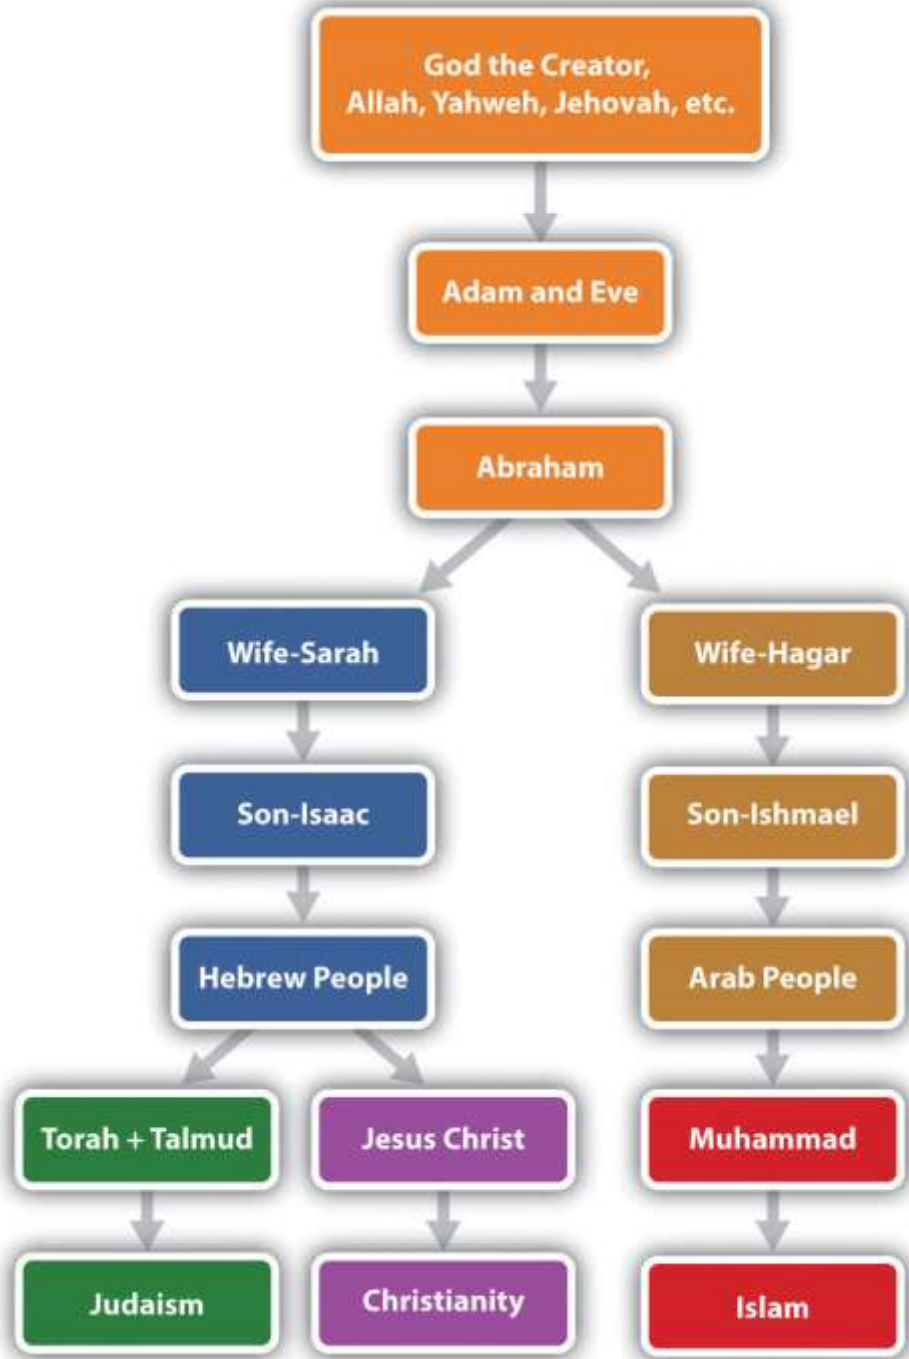 God the Creator,
Allah, Yahweh, Jehovah, etc.
Adam and Eve
Abraham
Wife-Sarah
Wife-Hagar
Son-Isaac
Son-Ishmael
Hebrew People
Arab People
Torah + Talmud
Jesus Christ
Muhammad
Judaism
Christianity
Islam